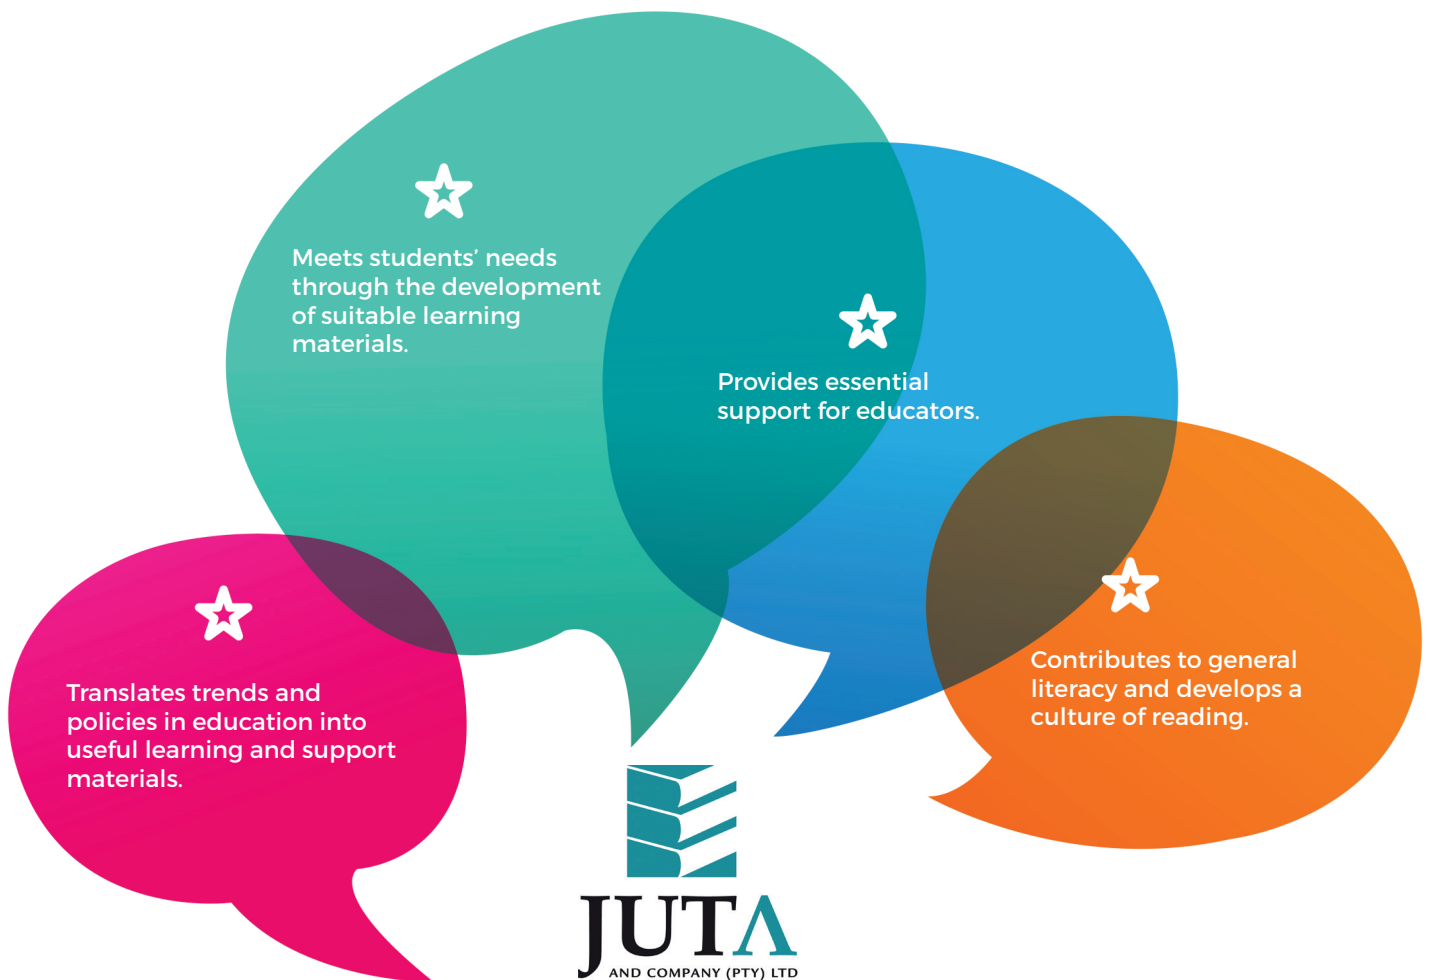 Meets students’ needs
through the development
of suitable learning
materials.
Provides essential
support for educators.
Contributes to general
literacy and develops a
culture of reading.
Translates trends and
policies in education into
useful learning and support
materials.
JUTA
AND COMPANY (PTY) LTD